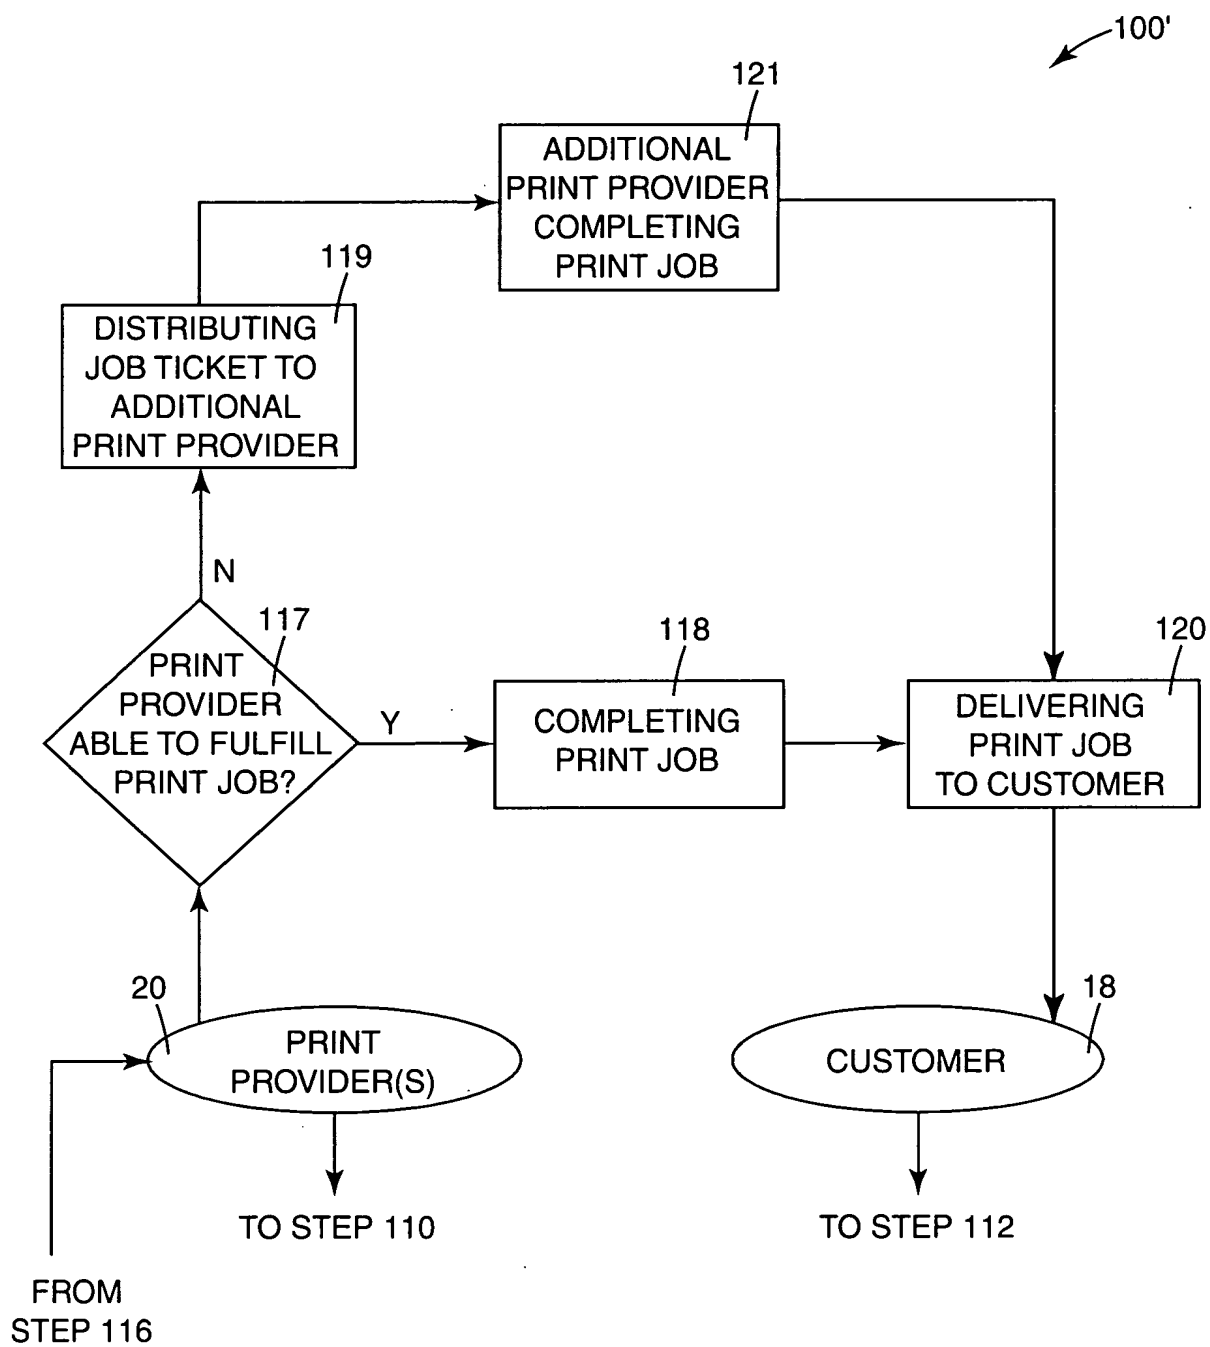 100'
121
ADDITIONAL
PRINT PROVIDER
COMPLETING
PRINT JOB
119
DISTRIBUTING
JOB TICKET TO
ADDITIONAL
PRINT PROVIDER
N
117
PRINT
PROVIDER
ABLE TO FULFILL
PRINT JOB?
Y
118
COMPLETING
PRINT JOB
120
DELIVERING
PRINT JOB
TO CUSTOMER
20
PRINT
PROVIDER(S)
18
CUSTOMER
TO STEP 110
TO STEP 112
FROM
STEP 116